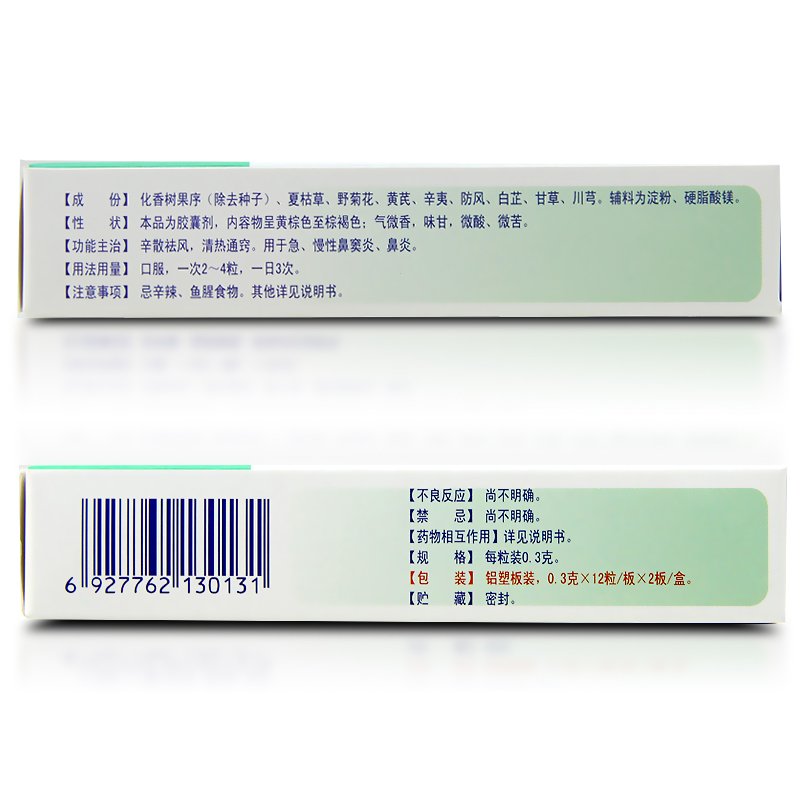 【成　份】 化香树果序（除去种子）、夏枯草、野菊花、黄芪、辛夷、防风、白芷、甘草、川芎。辅料为淀粉、硬脂酸镁。
【性　状】 本品为胶囊剂，内容物呈黄棕色至棕褐色；气微香，味甘，微酸、微苦。
【功能主治】 辛散祛风，清热通窍。用于急、慢性鼻窦炎、鼻炎。
【用法用量】 口服，一次2～4粒，一日3次。
【注意事项】 忌辛辣、鱼腥食物。其他详见说明书。
【不良反应】 尚不明确。
【禁　忌】 尚不明确。
【药物相互作用】 详见说明书。
【规　格】 每粒装0.3克。
【包　装】 铝塑板装，0.3克×12粒/板×2板/盒。
【贮　藏】 密封。
6 927762 130131